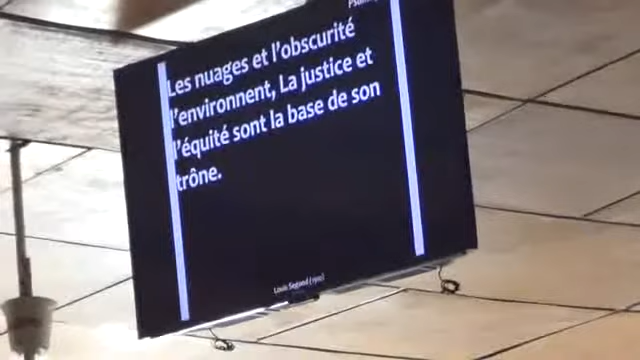 Les nuages et l'obscurité
l'environnent, La justice et
l'équité sont la base de son
trône.
Louis Segond (1910)